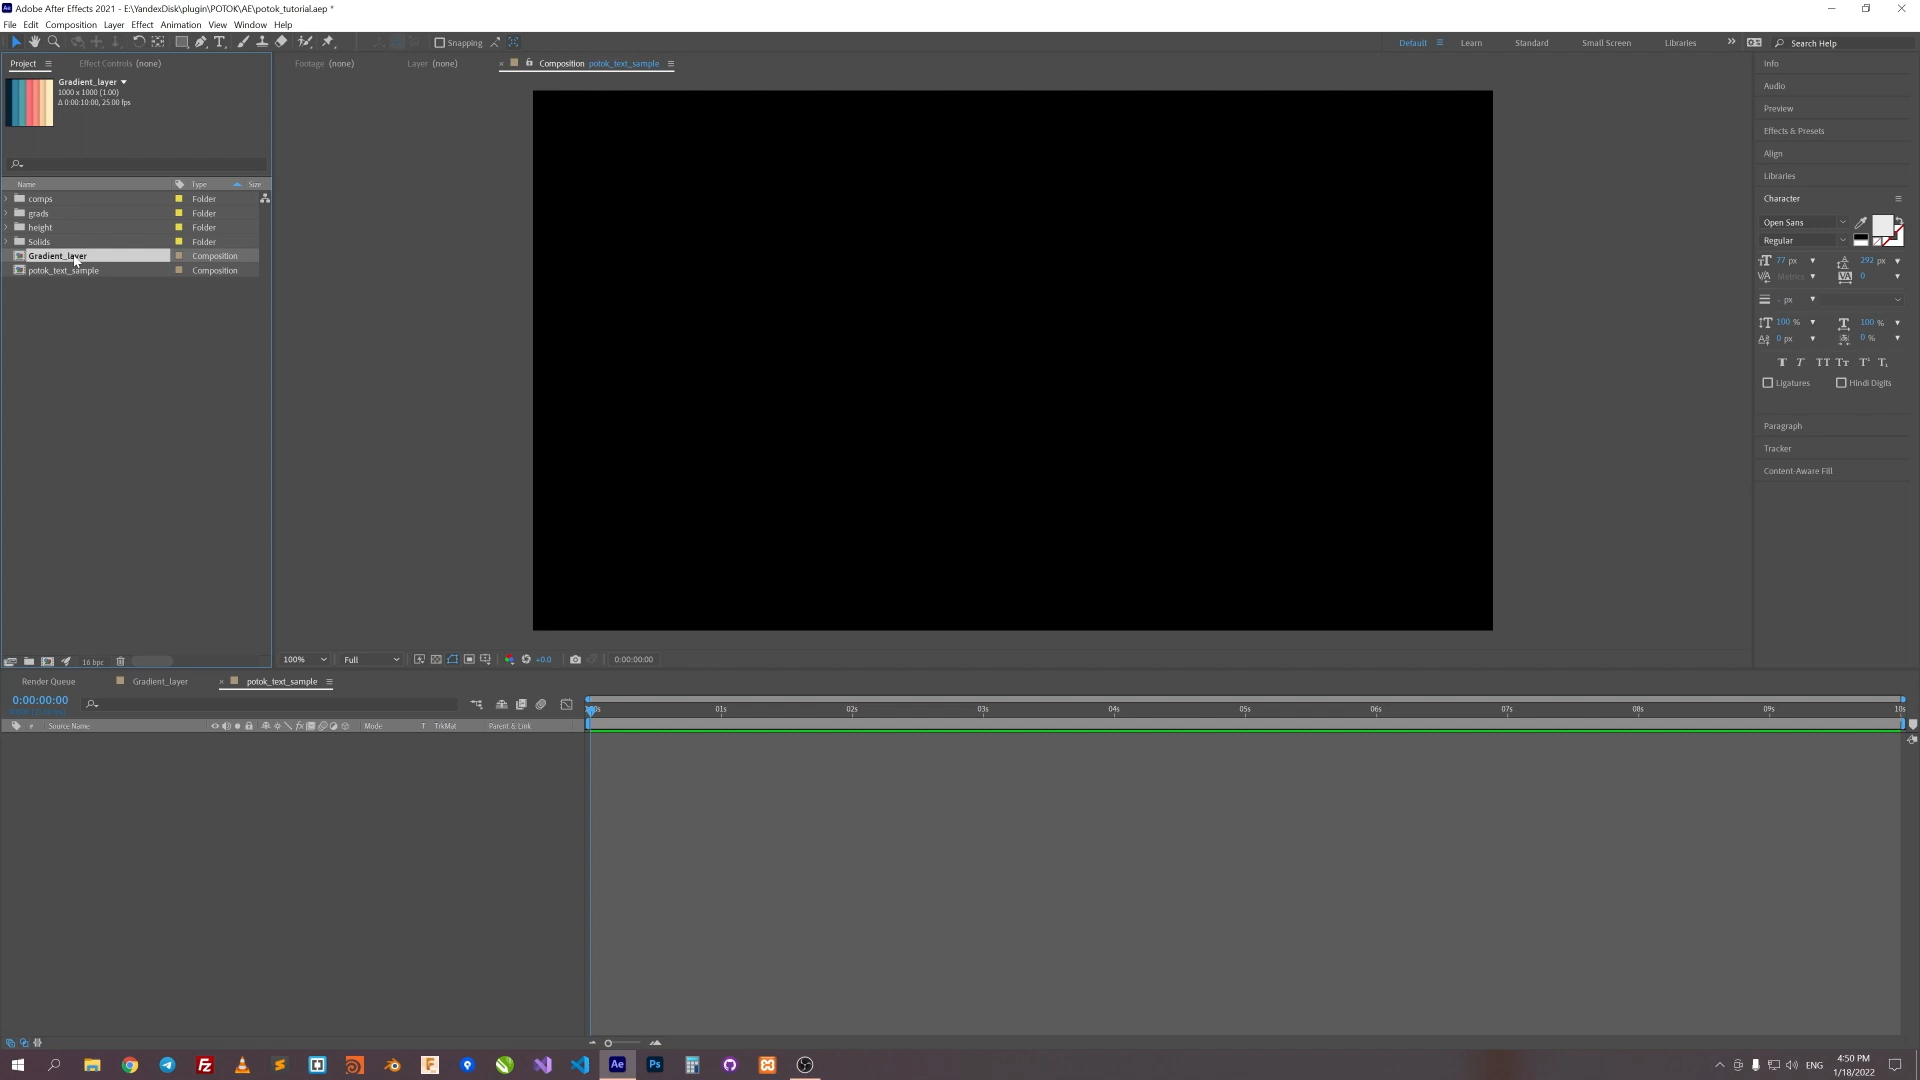 Adobe After Effects 2021 - E:\YandexDisk\plugin\POTOK\AE\potok_tutorial.aep *
File Edit Composition Layer Effect Animation View Window Help
Snapping
Default Learn Standard Small Screen Libraries Search Help
Project Effect Controls (none) Footage (none) Layer (none) Composition potok_text_sample
Gradient_layer
1000 x 1000 (1.00)
Δ 0:00:10:00, 25.00 fps
Name Type Size
comps Folder
grads Folder
height Folder
Solids Folder
Gradient_layer Composition
potok_text_sample Composition
Info
Audio
Preview
Effects & Presets
Align
Libraries
Character
Open Sans
Regular
77 px 292 px
Metrics 0
- px
100 % 100 %
0 px 0 %
Ligatures Hindi Digits
Paragraph
Tracker
Content-Aware Fill
16 bpc
100% Full +0.0 0:00:00:00
Render Queue Gradient_layer potok_text_sample
0:00:00:00
# Source Name Mode T TrkMat Parent & Link
01s 02s 03s 04s 05s 06s 07s 08s 09s 10s
ENG
4:50 PM
1/18/2022